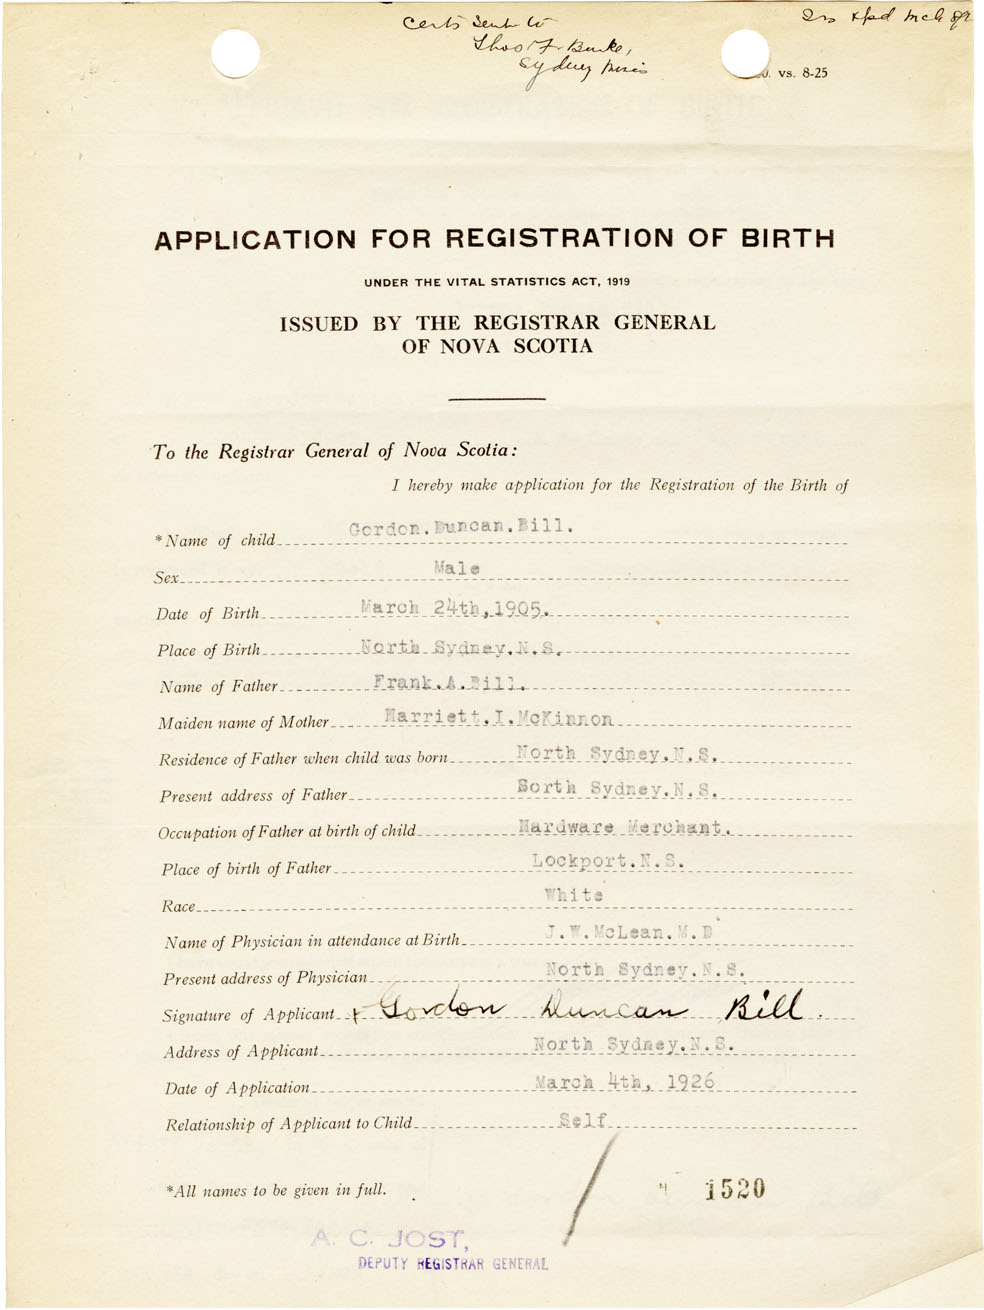 Certs Sent to
Thos F. Burke,
Sydney Mines
vs. 8-25
APPLICATION FOR REGISTRATION OF BIRTH
UNDER THE VITAL STATISTICS ACT, 1919
ISSUED BY THE REGISTRAR GENERAL
OF NOVA SCOTIA
To the Registrar General of Nova Scotia:
I hereby make application for the Registration of the Birth of
*Name of child Gordon.Duncan.Bill.
Sex Male
Date of Birth March 24th,1905.
Place of Birth North Sydney.N.S.
Name of Father Frank.A.Bill.
Maiden name of Mother Harriett.I.McKinnon
Residence of Father when child was born North Sydney.N.S.
Present address of Father North Sydney.N.S.
Occupation of Father at birth of child Hardware Merchant.
Place of birth of Father Lockport.N.S.
Race White
Name of Physician in attendance at Birth J.W.McLean.M.D
Present address of Physician North Sydney.N.S.
Signature of Applicant Gordon Duncan Bill.
Address of Applicant North Sydney.N.S.
Date of Application March 4th, 1926
Relationship of Applicant to Child Self
*All names to be given in full.
1520
A. C. JOST,
DEPUTY REGISTRAR GENERAL